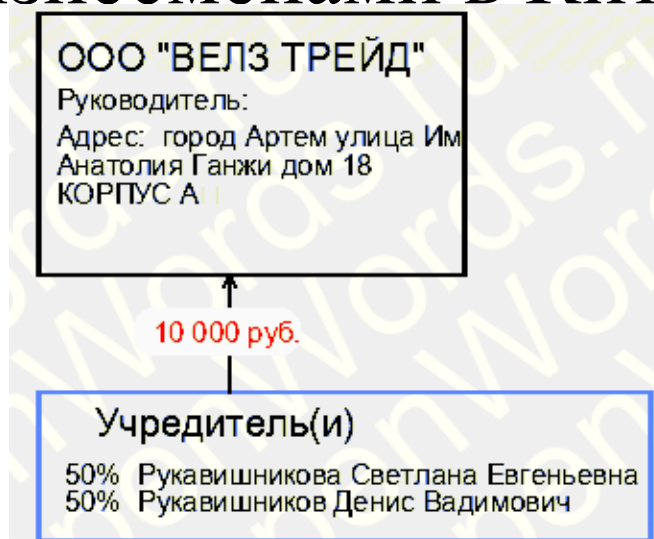 ООО "ВЕЛЗ ТРЕЙД"
Руководитель:
Адрес: город Артем улица Им
Анатолия Ганжи дом 18
КОРПУС А
10 000 руб.
Учредитель(и)
50% Рукавишникова Светлана Евгеньевна
50% Рукавишников Денис Вадимович